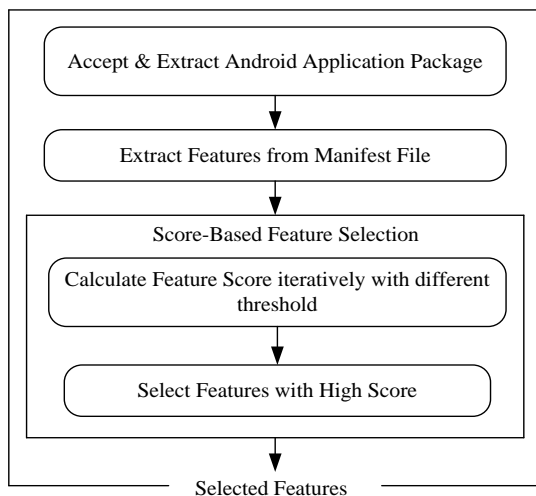 Accept & Extract Android Application Package
Extract Features from Manifest File
Score-Based Feature Selection
Calculate Feature Score iteratively with different
threshold
Select Features with High Score
Selected Features